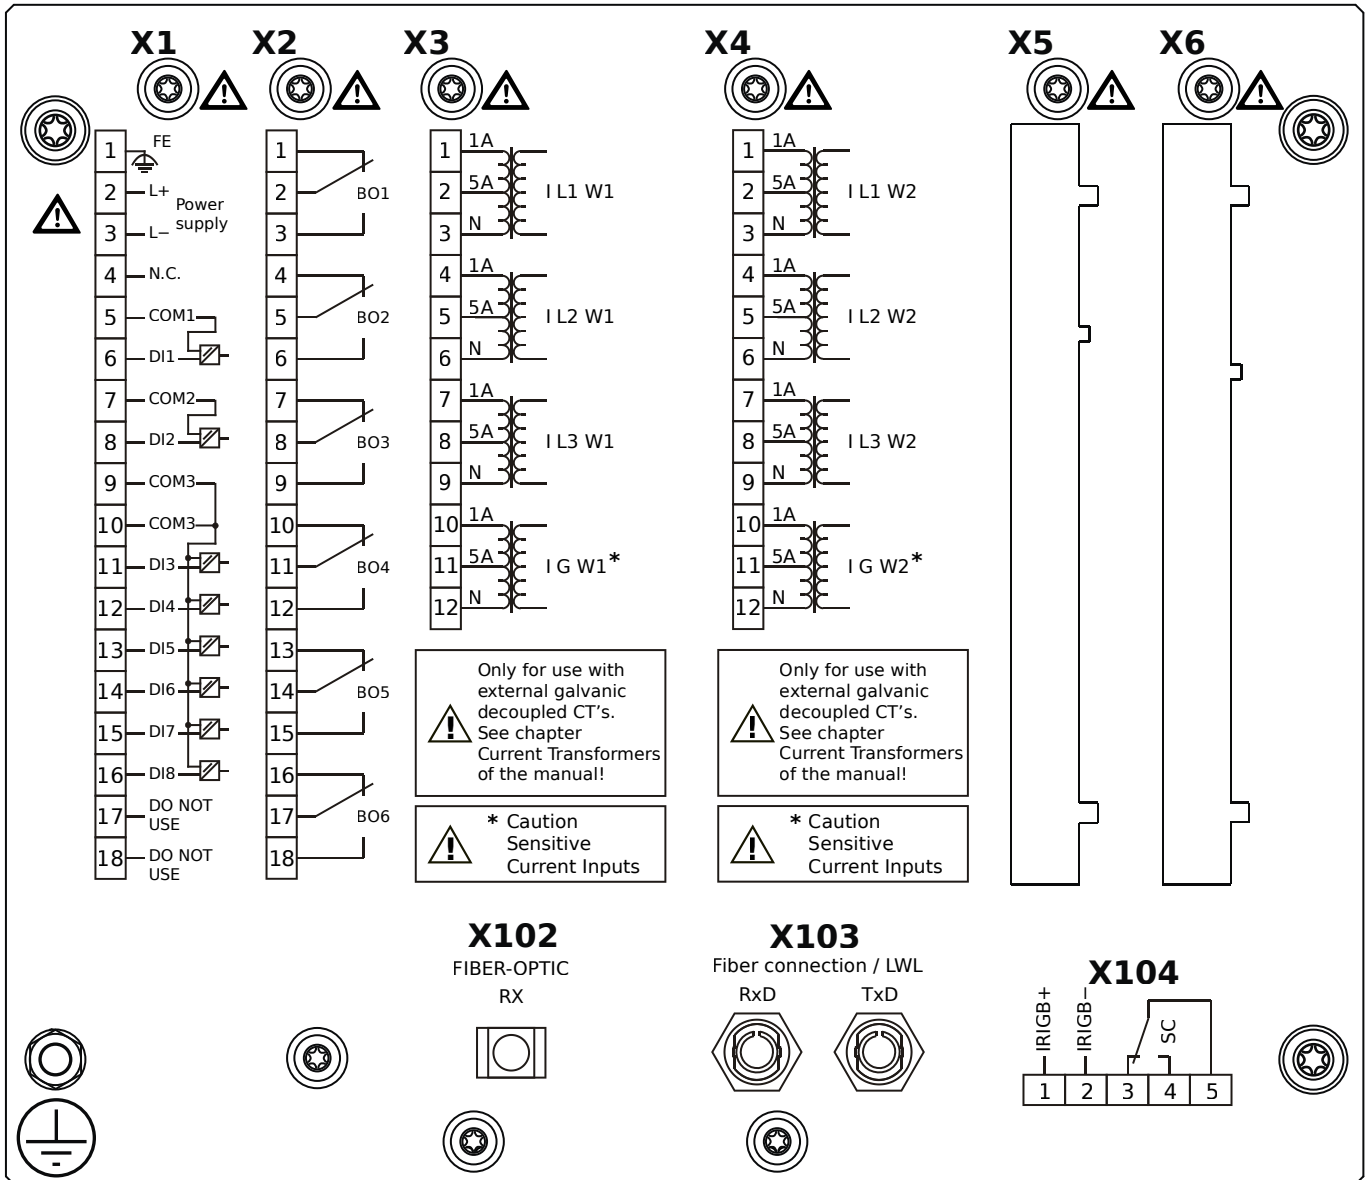 X1 X2 X3 X4 X5 X6
1 FE
2 L+
Power
supply
3 L−
4 N.C.
5 COM1
6 DI1
7 COM2
8 DI2
9 COM3
10 COM3
11 DI3
12 DI4
13 DI5
14 DI6
15 DI7
16 DI8
17 DO NOT
USE
18 DO NOT
USE
1
2 BO1
3
4
5 BO2
6
7
8 BO3
9
10
11 BO4
12
13
14 BO5
15
16
17 BO6
18
1 1A
2 5A I L1 W1
3 N
4 1A
5 5A I L2 W1
6 N
7 1A
8 5A I L3 W1
9 N
10 1A
11 5A I G W1*
12 N
Only for use with
external galvanic
decoupled CT's.
See chapter
Current Transformers
of the manual!
* Caution
Sensitive
Current Inputs
1 1A
2 5A I L1 W2
3 N
4 1A
5 5A I L2 W2
6 N
7 1A
8 5A I L3 W2
9 N
10 1A
11 5A I G W2*
12 N
Only for use with
external galvanic
decoupled CT's.
See chapter
Current Transformers
of the manual!
* Caution
Sensitive
Current Inputs
X102
FIBER-OPTIC
RX
X103
Fiber connection / LWL
RxD TxD
X104
IRIGB+
IRIGB−
SC
1 2 3 4 5